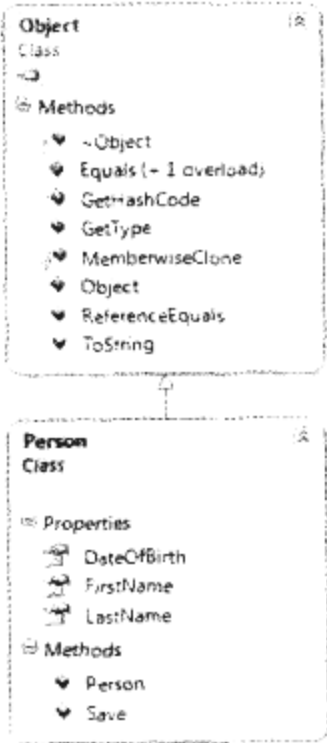 Object
Class
Methods
~Object
Equals (+ 1 overload)
GetHashCode
GetType
MemberwiseClone
Object
ReferenceEquals
ToString
Person
Class
Properties
DateOfBirth
FirstName
LastName
Methods
Person
Save